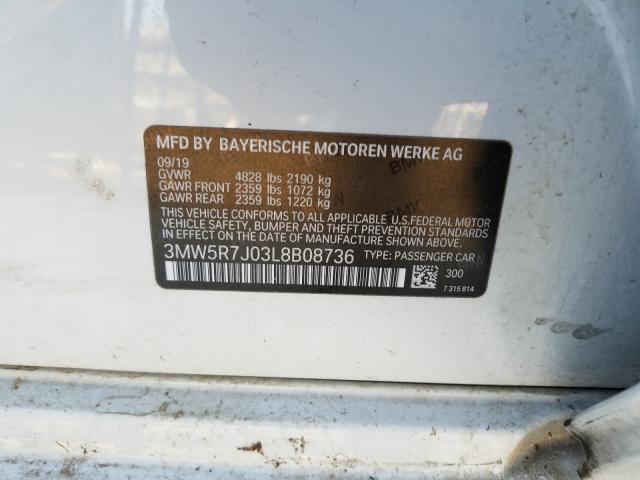 MFD BY BAYERISCHE MOTOREN WERKE AG
09/19
GVWR 4828 lbs 2190 kg
GAWR FRONT 2359 lbs 1072 kg
GAWR REAR 2359 lbs 1220 kg
THIS VEHICLE CONFORMS TO ALL APPLICABLE U.S.FEDERAL MOTOR
VEHICLE SAFETY, BUMPER AND THEFT PREVENTION STANDARDS
IN EFFECT ON THE DATE OF MANUFACTURE SHOWN ABOVE.
3MW5R7J03L8B08736 TYPE: PASSENGER CAR
300
7 315 814